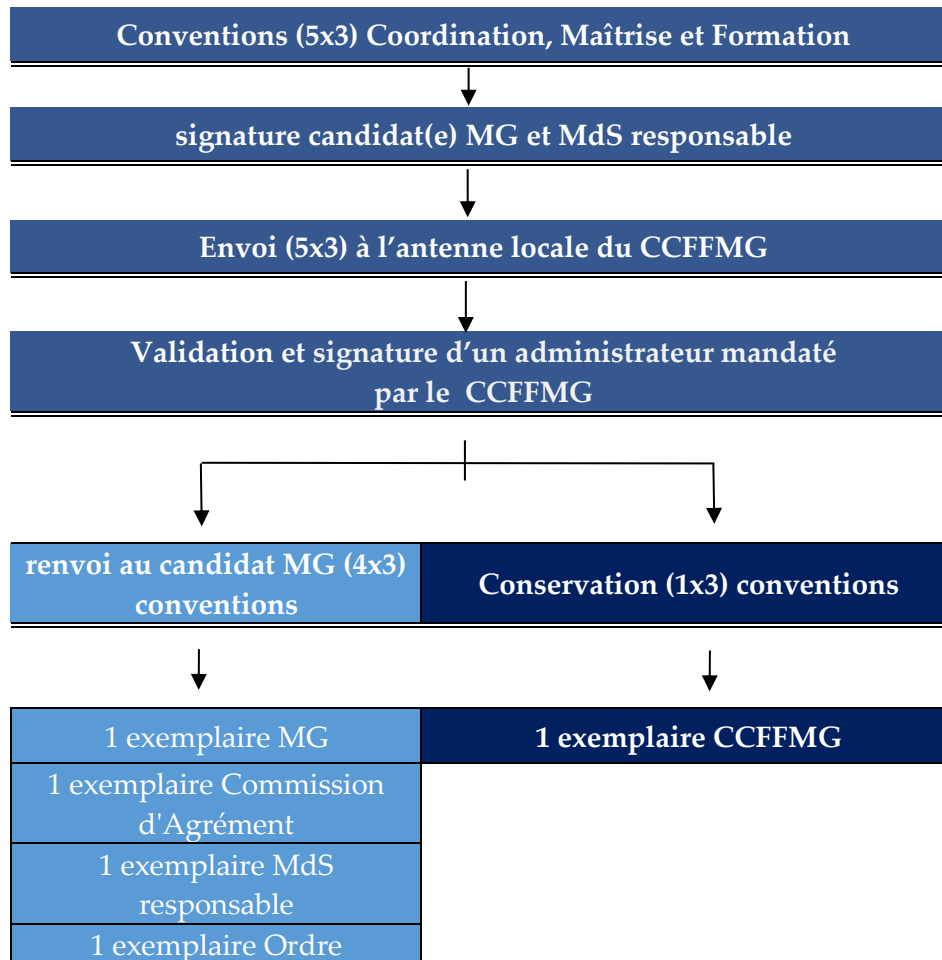 Conventions (5x3) Coordination, Maîtrise et Formation
signature candidat(e) MG et MdS responsable
Envoi (5x3) à l’antenne locale du CCFFMG
Validation et signature d’un administrateur mandaté
par le CCFFMG
renvoi au candidat MG (4x3)
conventions
Conservation (1x3) conventions
1 exemplaire MG
1 exemplaire CCFFMG
1 exemplaire Commission
d'Agrément
1 exemplaire MdS
responsable
1 exemplaire Ordre